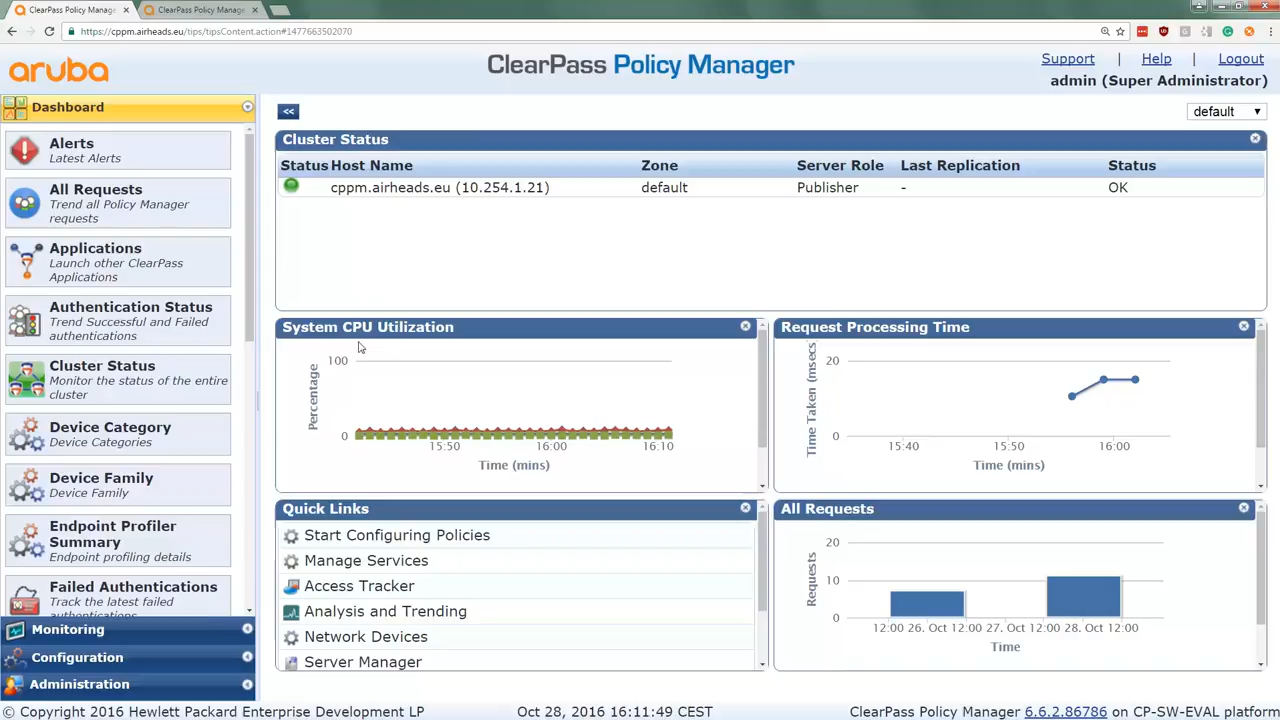 ClearPass Policy Manage
ClearPass Policy Manage
https://cppm.airheads.eu/tips/tipsContent.action#1477663502070
aruba
ClearPass Policy Manager
Support | Help | Logout
admin (Super Administrator)
Dashboard
<<
default
Alerts
Latest Alerts
All Requests
Trend all Policy Manager
requests
Applications
Launch other ClearPass
Applications
Authentication Status
Trend Successful and Failed
authentications
Cluster Status
Monitor the status of the entire
cluster
Device Category
Device Categories
Device Family
Device Family
Endpoint Profiler
Summary
Endpoint profiling details
Failed Authentications
Track the latest failed
authentications
Monitoring
Configuration
Administration
Cluster Status
Status Host Name Zone Server Role Last Replication Status
cppm.airheads.eu (10.254.1.21) default Publisher - OK
System CPU Utilization
Percentage
100
0
15:50 16:00 16:10
Time (mins)
Request Processing Time
Time Taken (msecs)
20
0
15:40 15:50 16:00
Time (mins)
Quick Links
Start Configuring Policies
Manage Services
Access Tracker
Analysis and Trending
Network Devices
Server Manager
All Requests
Requests
20
10
0
12:00 26. Oct 12:00 27. Oct 12:00 28. Oct 12:00
Time
© Copyright 2016 Hewlett Packard Enterprise Development LP
Oct 28, 2016 16:11:49 CEST
ClearPass Policy Manager 6.6.2.86786 on CP-SW-EVAL platform